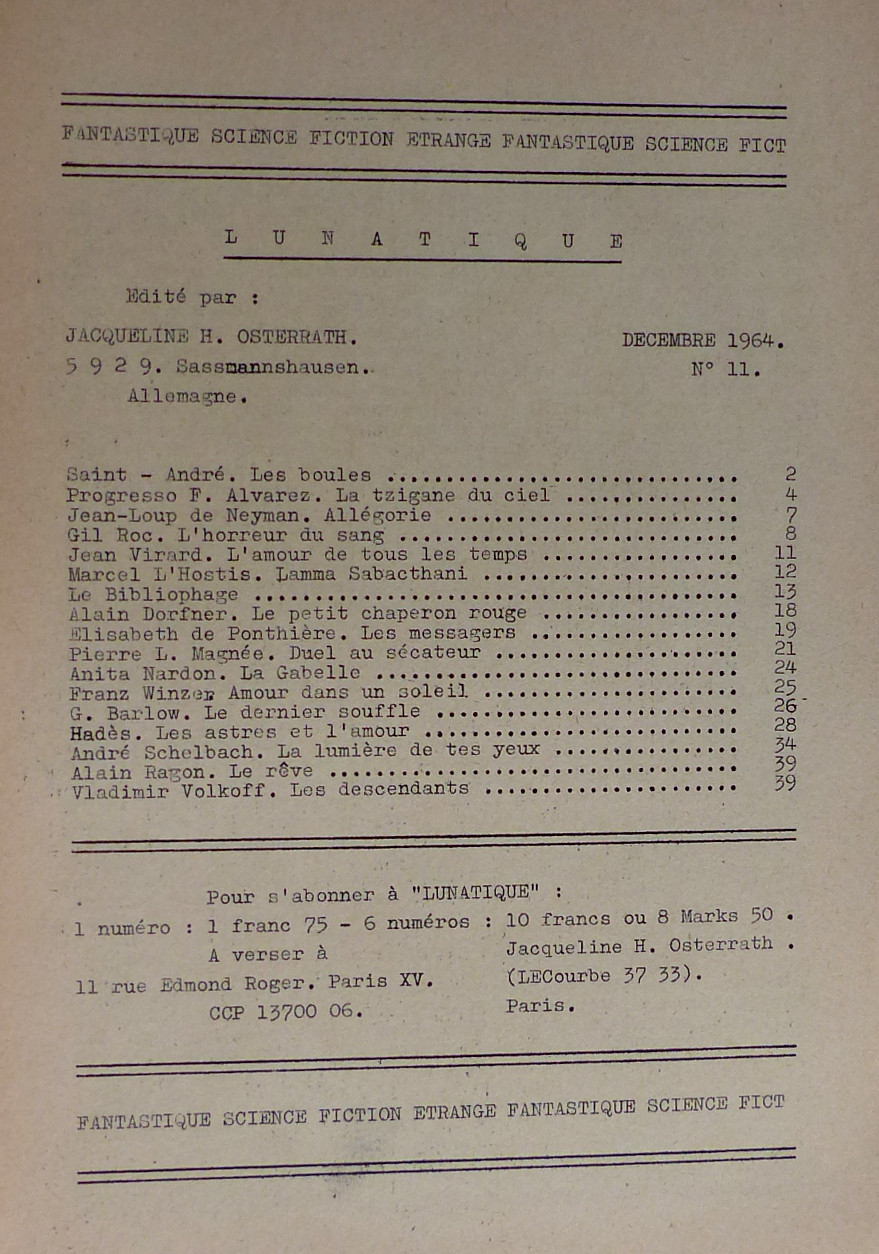 FANTASTIQUE SCIENCE FICTION ETRANGE FANTASTIQUE SCIENCE FICT
L U N A T I Q U E
Edité par :
JACQUELINE H. OSTERRATH. DECEMBRE 1964.
5 9 2 9. Sassmannshausen. N° 11.
Allemagne.
Saint - André. Les boules .............................. 2
Progresso F. Alvarez. La tzigane du ciel ............... 4
Jean-Loup de Neyman. Allégorie ......................... 7
Gil Roc. L'horreur du sang ............................. 8
Jean Virard. L'amour de tous les temps ................. 11
Marcel L'Hostis. Lamma Sabacthani ...................... 12
Le Bibliophage ......................................... 13
Alain Dorfner. Le petit chaperon rouge ................. 18
Elisabeth de Ponthière. Les messagers .................. 19
Pierre L. Magnée. Duel au sécateur ..................... 21
Anita Nardon. La Gabelle ............................... 24
Franz Winzer Amour dans un soleil ...................... 25
G. Barlow. Le dernier souffle .......................... 26
Hadès. Les astres et l'amour ........................... 28
André Schelbach. La lumière de tes yeux ................ 34
Alain Ragon. Le rêve ................................... 39
Vladimir Volkoff. Les descendants ...................... 39
Pour s'abonner à "LUNATIQUE" :
1 numéro : 1 franc 75 - 6 numéros : 10 francs ou 8 Marks 50 .
A verser à Jacqueline H. Osterrath .
11 rue Edmond Roger. Paris XV. (LECourbe 37 33).
CCP 13700 06. Paris.
FANTASTIQUE SCIENCE FICTION ETRANGE FANTASTIQUE SCIENCE FICT